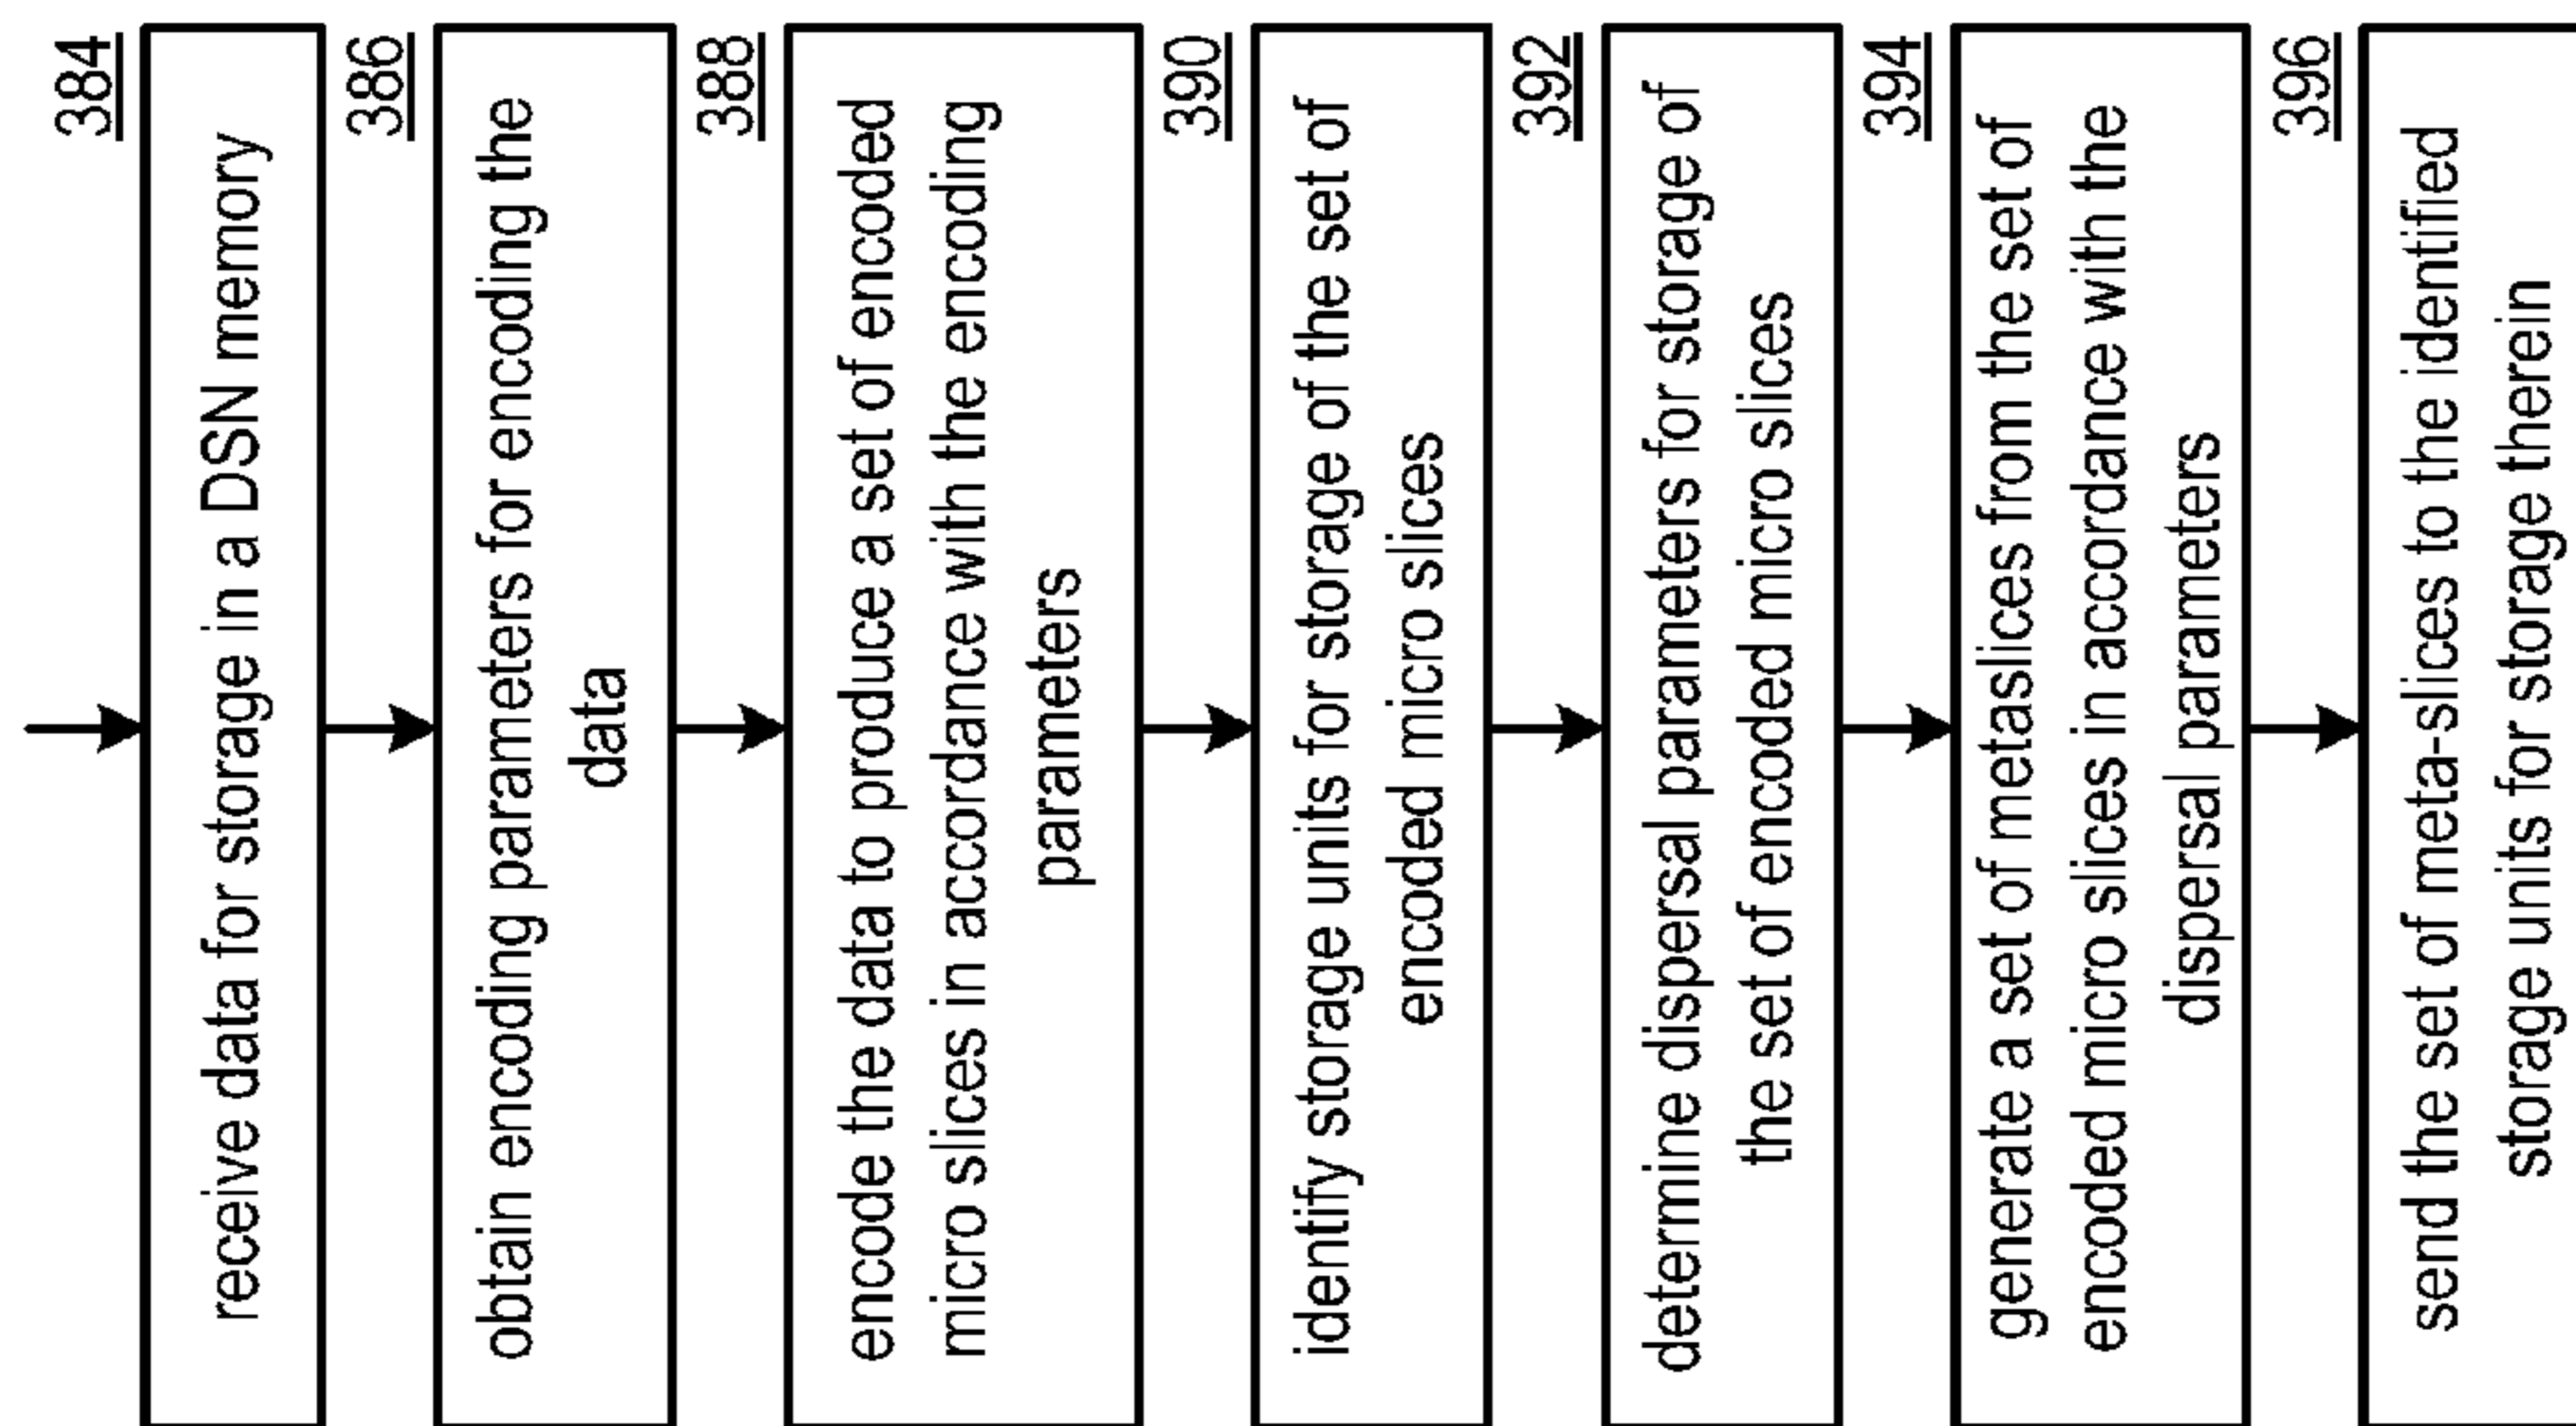 384
receive data for storage in a DSN memory
386
obtain encoding parameters for encoding the
data
388
encode the data to produce a set of encoded
micro slices in accordance with the encoding
parameters
390
identify storage units for storage of the set of
encoded micro slices
392
determine dispersal parameters for storage of
the set of encoded micro slices
394
generate a set of metaslices from the set of
encoded micro slices in accordance with the
dispersal parameters
396
send the set of meta-slices to the identified
storage units for storage therein